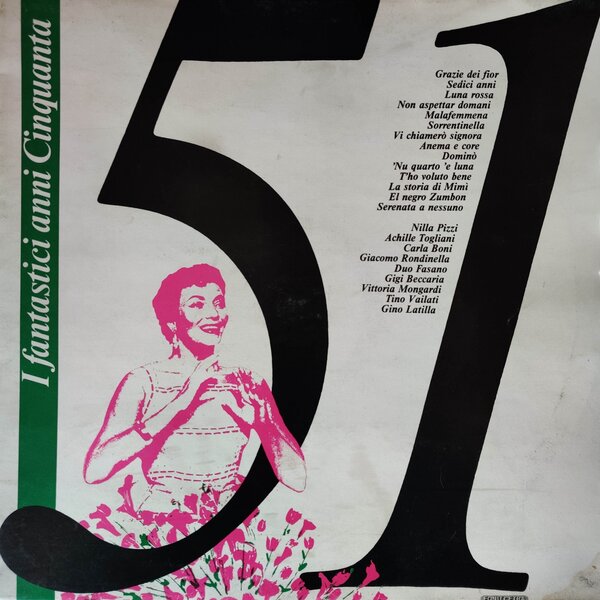 I fantastici anni Cinquanta
51
Grazie dei fior
Sedici anni
Luna rossa
Non aspettar domani
Malafemmena
Sorrentinella
Vi chiamerò signora
Anema e core
Dominò
'Nu quarto 'e luna
T'ho voluto bene
La storia di Mimì
El negro Zumbon
Serenata a nessuno
Nilla Pizzi
Achille Togliani
Carla Boni
Giacomo Rondinella
Duo Fasano
Gigi Beccaria
Vittoria Mongardi
Tino Vailati
Gino Latilla